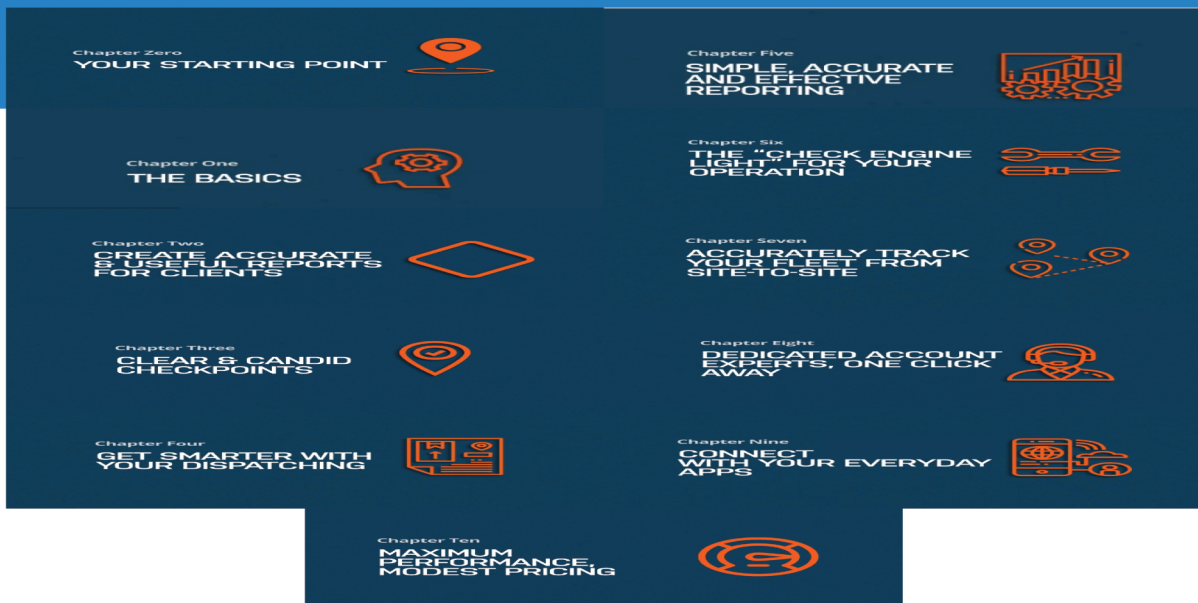 Chapter Zero
YOUR STARTING POINT
Chapter One
THE BASICS
Chapter Two
CREATE ACCURATE
& USEFUL REPORTS
FOR CLIENTS
Chapter Three
CLEAR & CANDID
CHECKPOINTS
Chapter Four
GET SMARTER WITH
YOUR DISPATCHING
Chapter Five
SIMPLE, ACCURATE
AND EFFECTIVE
REPORTING
Chapter Six
THE “CHECK ENGINE
LIGHT” FOR YOUR
OPERATION
Chapter Seven
ACCURATELY TRACK
YOUR FLEET FROM
SITE-TO-SITE
Chapter Eight
DEDICATED ACCOUNT
EXPERTS, ONE CLICK
AWAY
Chapter Nine
CONNECT
WITH YOUR EVERYDAY
APPS
Chapter Ten
MAXIMUM
PERFORMANCE,
MODEST PRICING